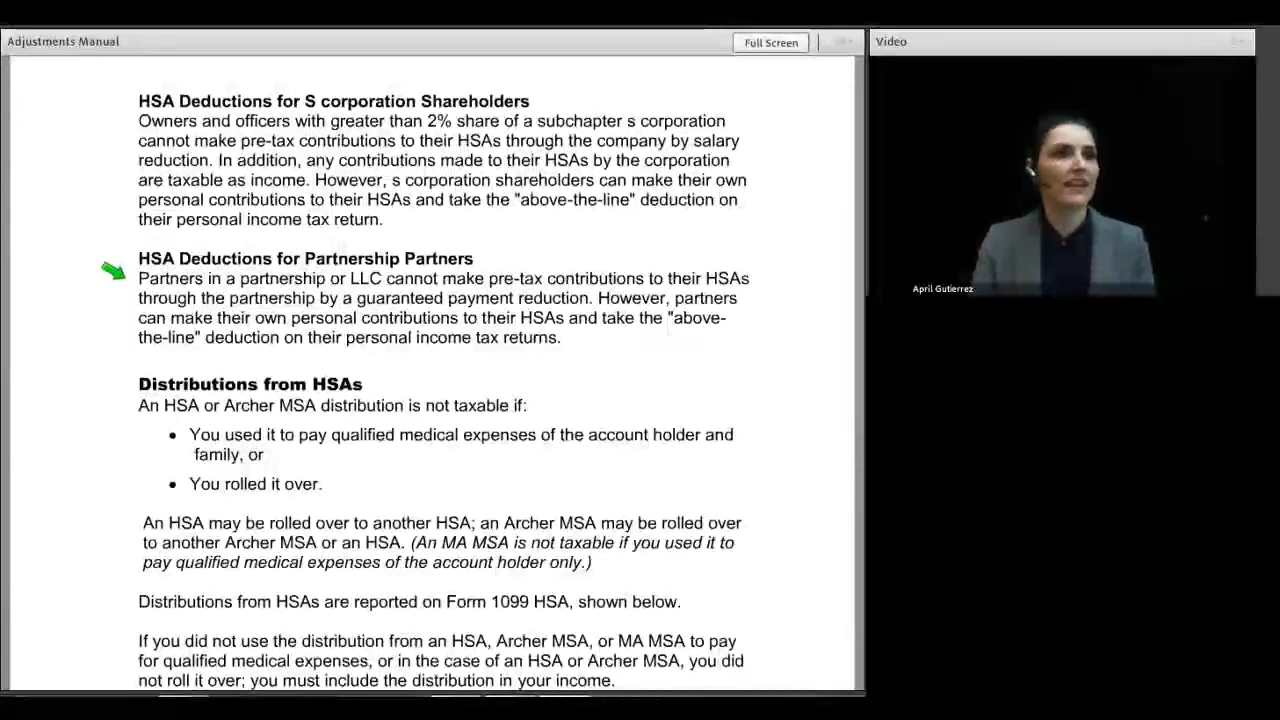 Adjustments Manual
Full Screen
Video
HSA Deductions for S corporation Shareholders
Owners and officers with greater than 2% share of a subchapter s corporation
cannot make pre-tax contributions to their HSAs through the company by salary
reduction. In addition, any contributions made to their HSAs by the corporation
are taxable as income. However, s corporation shareholders can make their own
personal contributions to their HSAs and take the "above-the-line" deduction on
their personal income tax return.
HSA Deductions for Partnership Partners
Partners in a partnership or LLC cannot make pre-tax contributions to their HSAs
through the partnership by a guaranteed payment reduction. However, partners
can make their own personal contributions to their HSAs and take the "above-
the-line" deduction on their personal income tax returns.
Distributions from HSAs
An HSA or Archer MSA distribution is not taxable if:
• You used it to pay qualified medical expenses of the account holder and
family, or
• You rolled it over.
An HSA may be rolled over to another HSA; an Archer MSA may be rolled over
to another Archer MSA or an HSA. (An MA MSA is not taxable if you used it to
pay qualified medical expenses of the account holder only.)
Distributions from HSAs are reported on Form 1099 HSA, shown below.
If you did not use the distribution from an HSA, Archer MSA, or MA MSA to pay
for qualified medical expenses, or in the case of an HSA or Archer MSA, you did
not roll it over; you must include the distribution in your income.
April Gutierrez